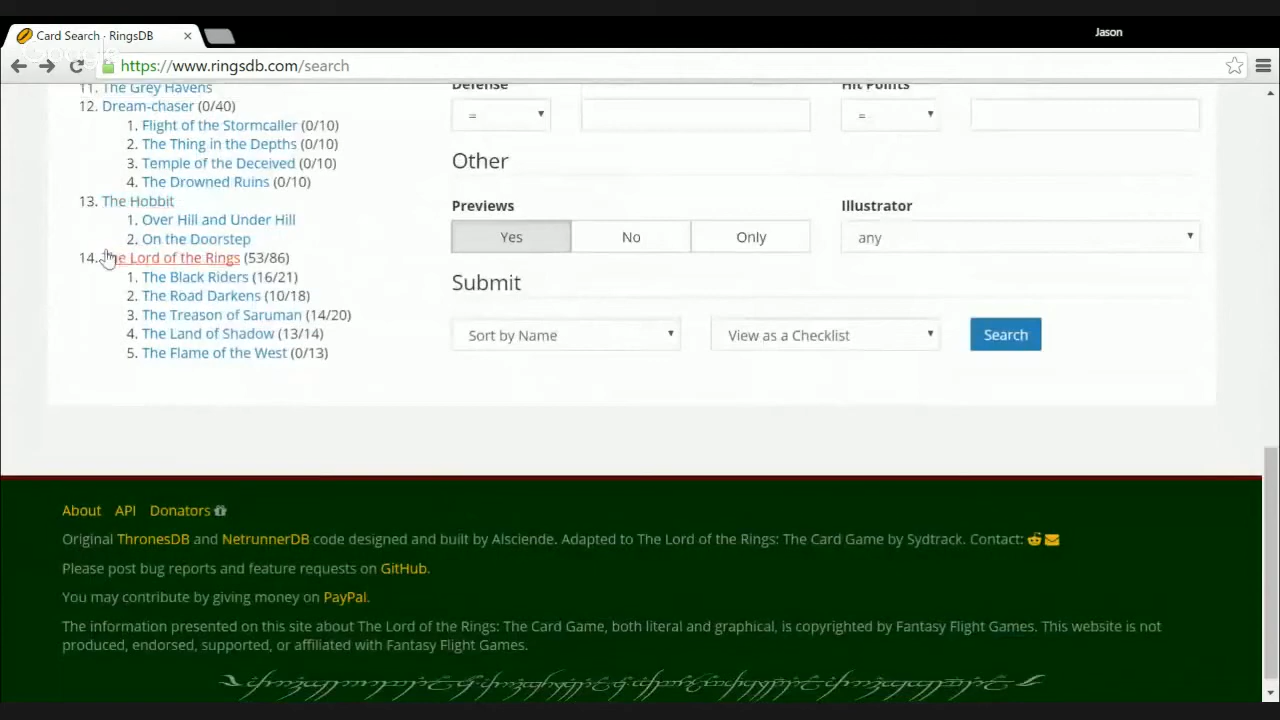 Card Search · RingsDB
Jason
https://www.ringsdb.com/search
11. The Grey Havens
12. Dream-chaser (0/40)
1. Flight of the Stormcaller (0/10)
2. The Thing in the Depths (0/10)
3. Temple of the Deceived (0/10)
4. The Drowned Ruins (0/10)
13. The Hobbit
1. Over Hill and Under Hill
2. On the Doorstep
14. The Lord of the Rings (53/86)
1. The Black Riders (16/21)
2. The Road Darkens (10/18)
3. The Treason of Saruman (14/20)
4. The Land of Shadow (13/14)
5. The Flame of the West (0/13)
Defense
Hit Points
=
=
Other
Previews
Illustrator
Yes
No
Only
any
Submit
Sort by Name
View as a Checklist
Search
About API Donators
Original ThronesDB and NetrunnerDB code designed and built by Alsciende. Adapted to The Lord of the Rings: The Card Game by Sydtrack. Contact:
Please post bug reports and feature requests on GitHub.
You may contribute by giving money on PayPal.
The information presented on this site about The Lord of the Rings: The Card Game, both literal and graphical, is copyrighted by Fantasy Flight Games. This website is not
produced, endorsed, supported, or affiliated with Fantasy Flight Games.